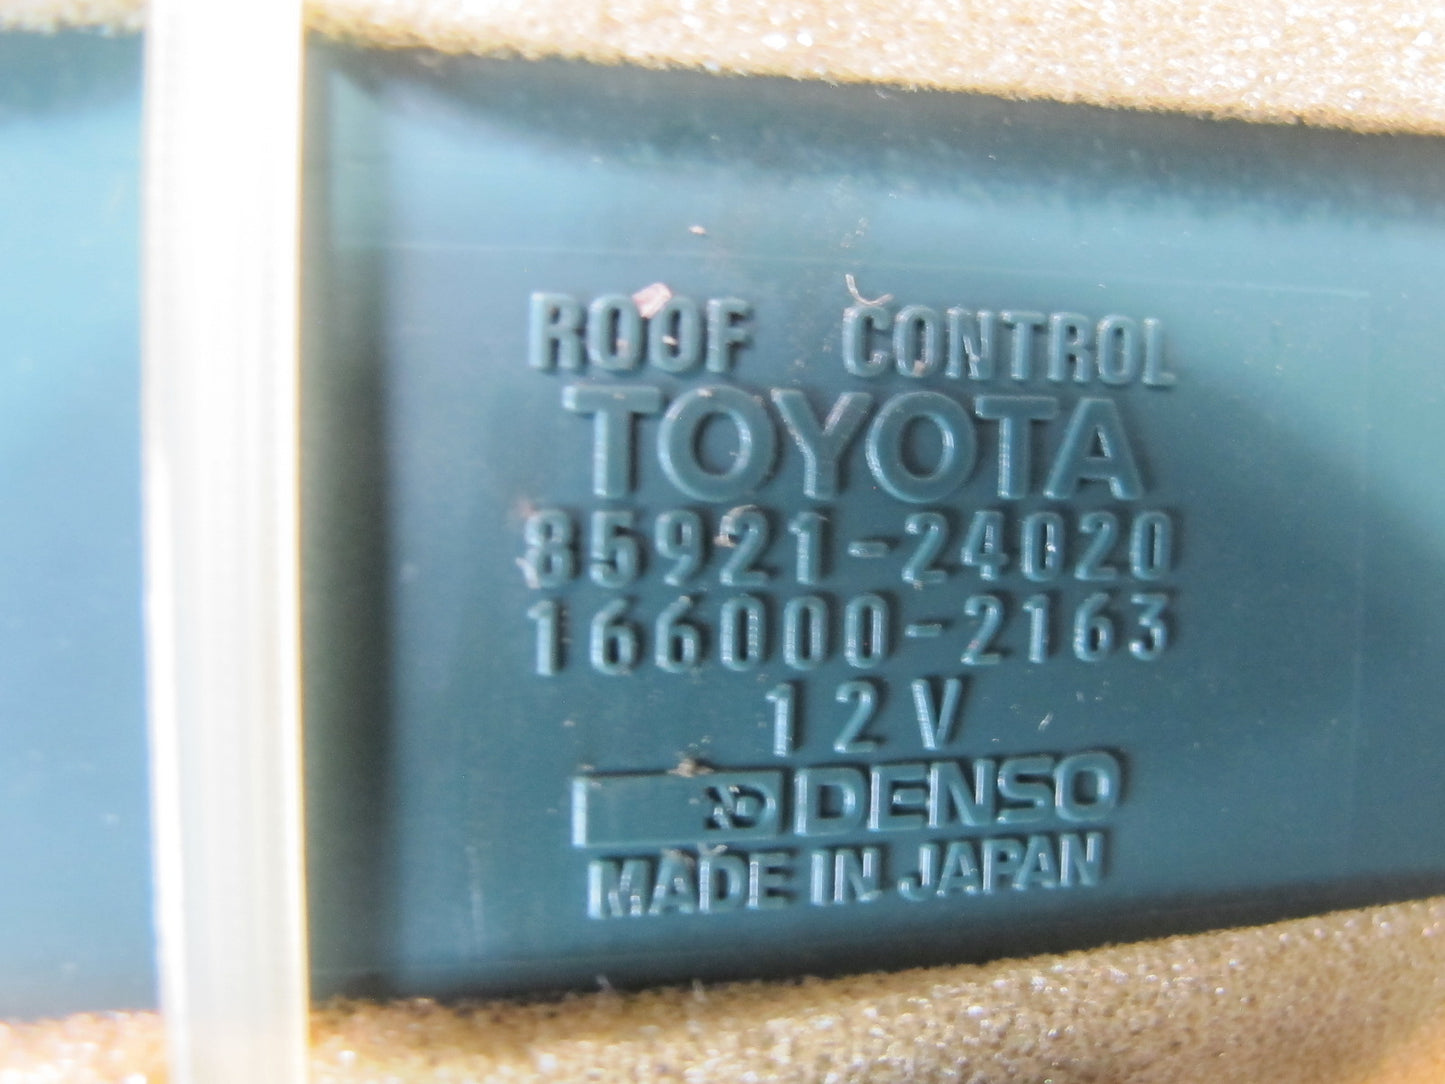 ROOF CONTROL
TOYOTA
85921-24020
166000-2163
12V
DENSO
MADE IN JAPAN